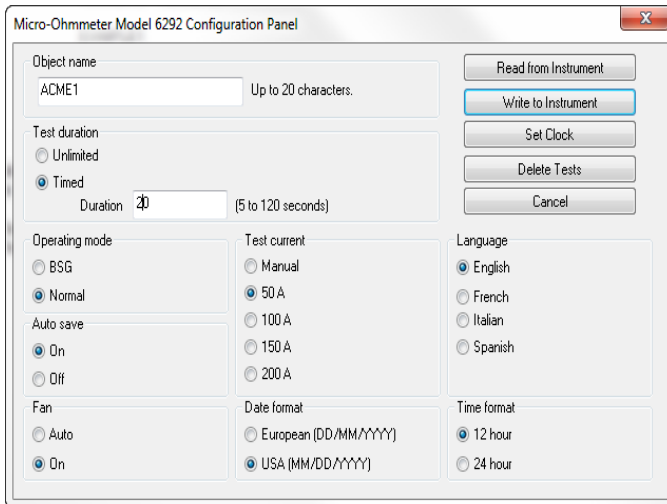 Micro-Ohmmeter Model 6292 Configuration Panel
X
Object name
ACME1 Up to 20 characters.
Read from Instrument
Write to Instrument
Set Clock
Delete Tests
Cancel
Test duration
Unlimited
Timed
Duration 20 (5 to 120 seconds)
Operating mode
BSG
Normal
Test current
Manual
50 A
100 A
150 A
200 A
Language
English
French
Italian
Spanish
Auto save
On
Off
Fan
Auto
On
Date format
European (DD/MM/YYYY)
USA (MM/DD/YYYY)
Time format
12 hour
24 hour